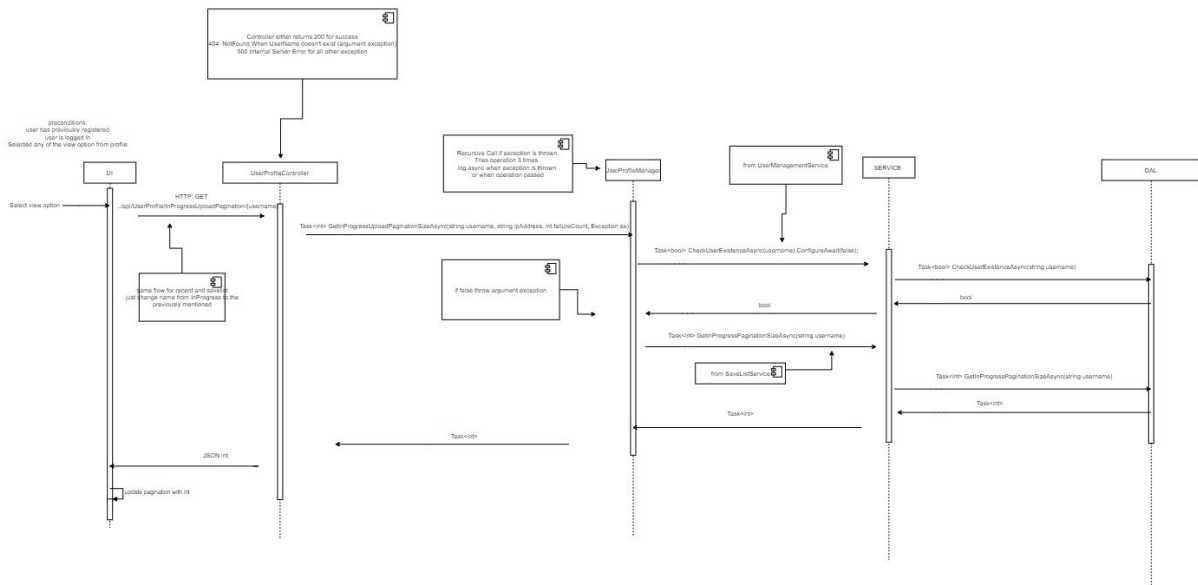 Controller either returns 200 for success
404 NotFound When UserName doesn't exist (argument exception)
500 Internal Server Error for all other exception
preconditions:
user has previously registered
user is logged in
Selected any of the view option from profile
Recursive Call if exception is thrown.
Tries operation 3 times.
log async when exception is thrown
or when operation passed
from UserManagementService
UI
UserProfileController
UserProfileManager
SERVICE
DAL
Select view option
HTTP: GET
../api/UserProfile/InProgressUploadPagination/{username}
Task<int> GetInProgressUploadPaginationSizeAsync(string username, string ipAddress, int failureCount, Exception ex)
Task<bool> CheckUserExistenceAsync(username).ConfigureAwait(false);
Task<bool> CheckUserExistenceAsync(string username)
same flow for recent and savelist
just change name from InProgress to the
previously mentioned
if false throw argument exception
bool
bool
Task<int> GetInProgressPaginationSizeAsync(string username)
from SaveListService
Task<int> GetInProgressPaginationSizeAsync(string username)
Task<int>
Task<int>
Task<int>
JSON int
update pagination with int